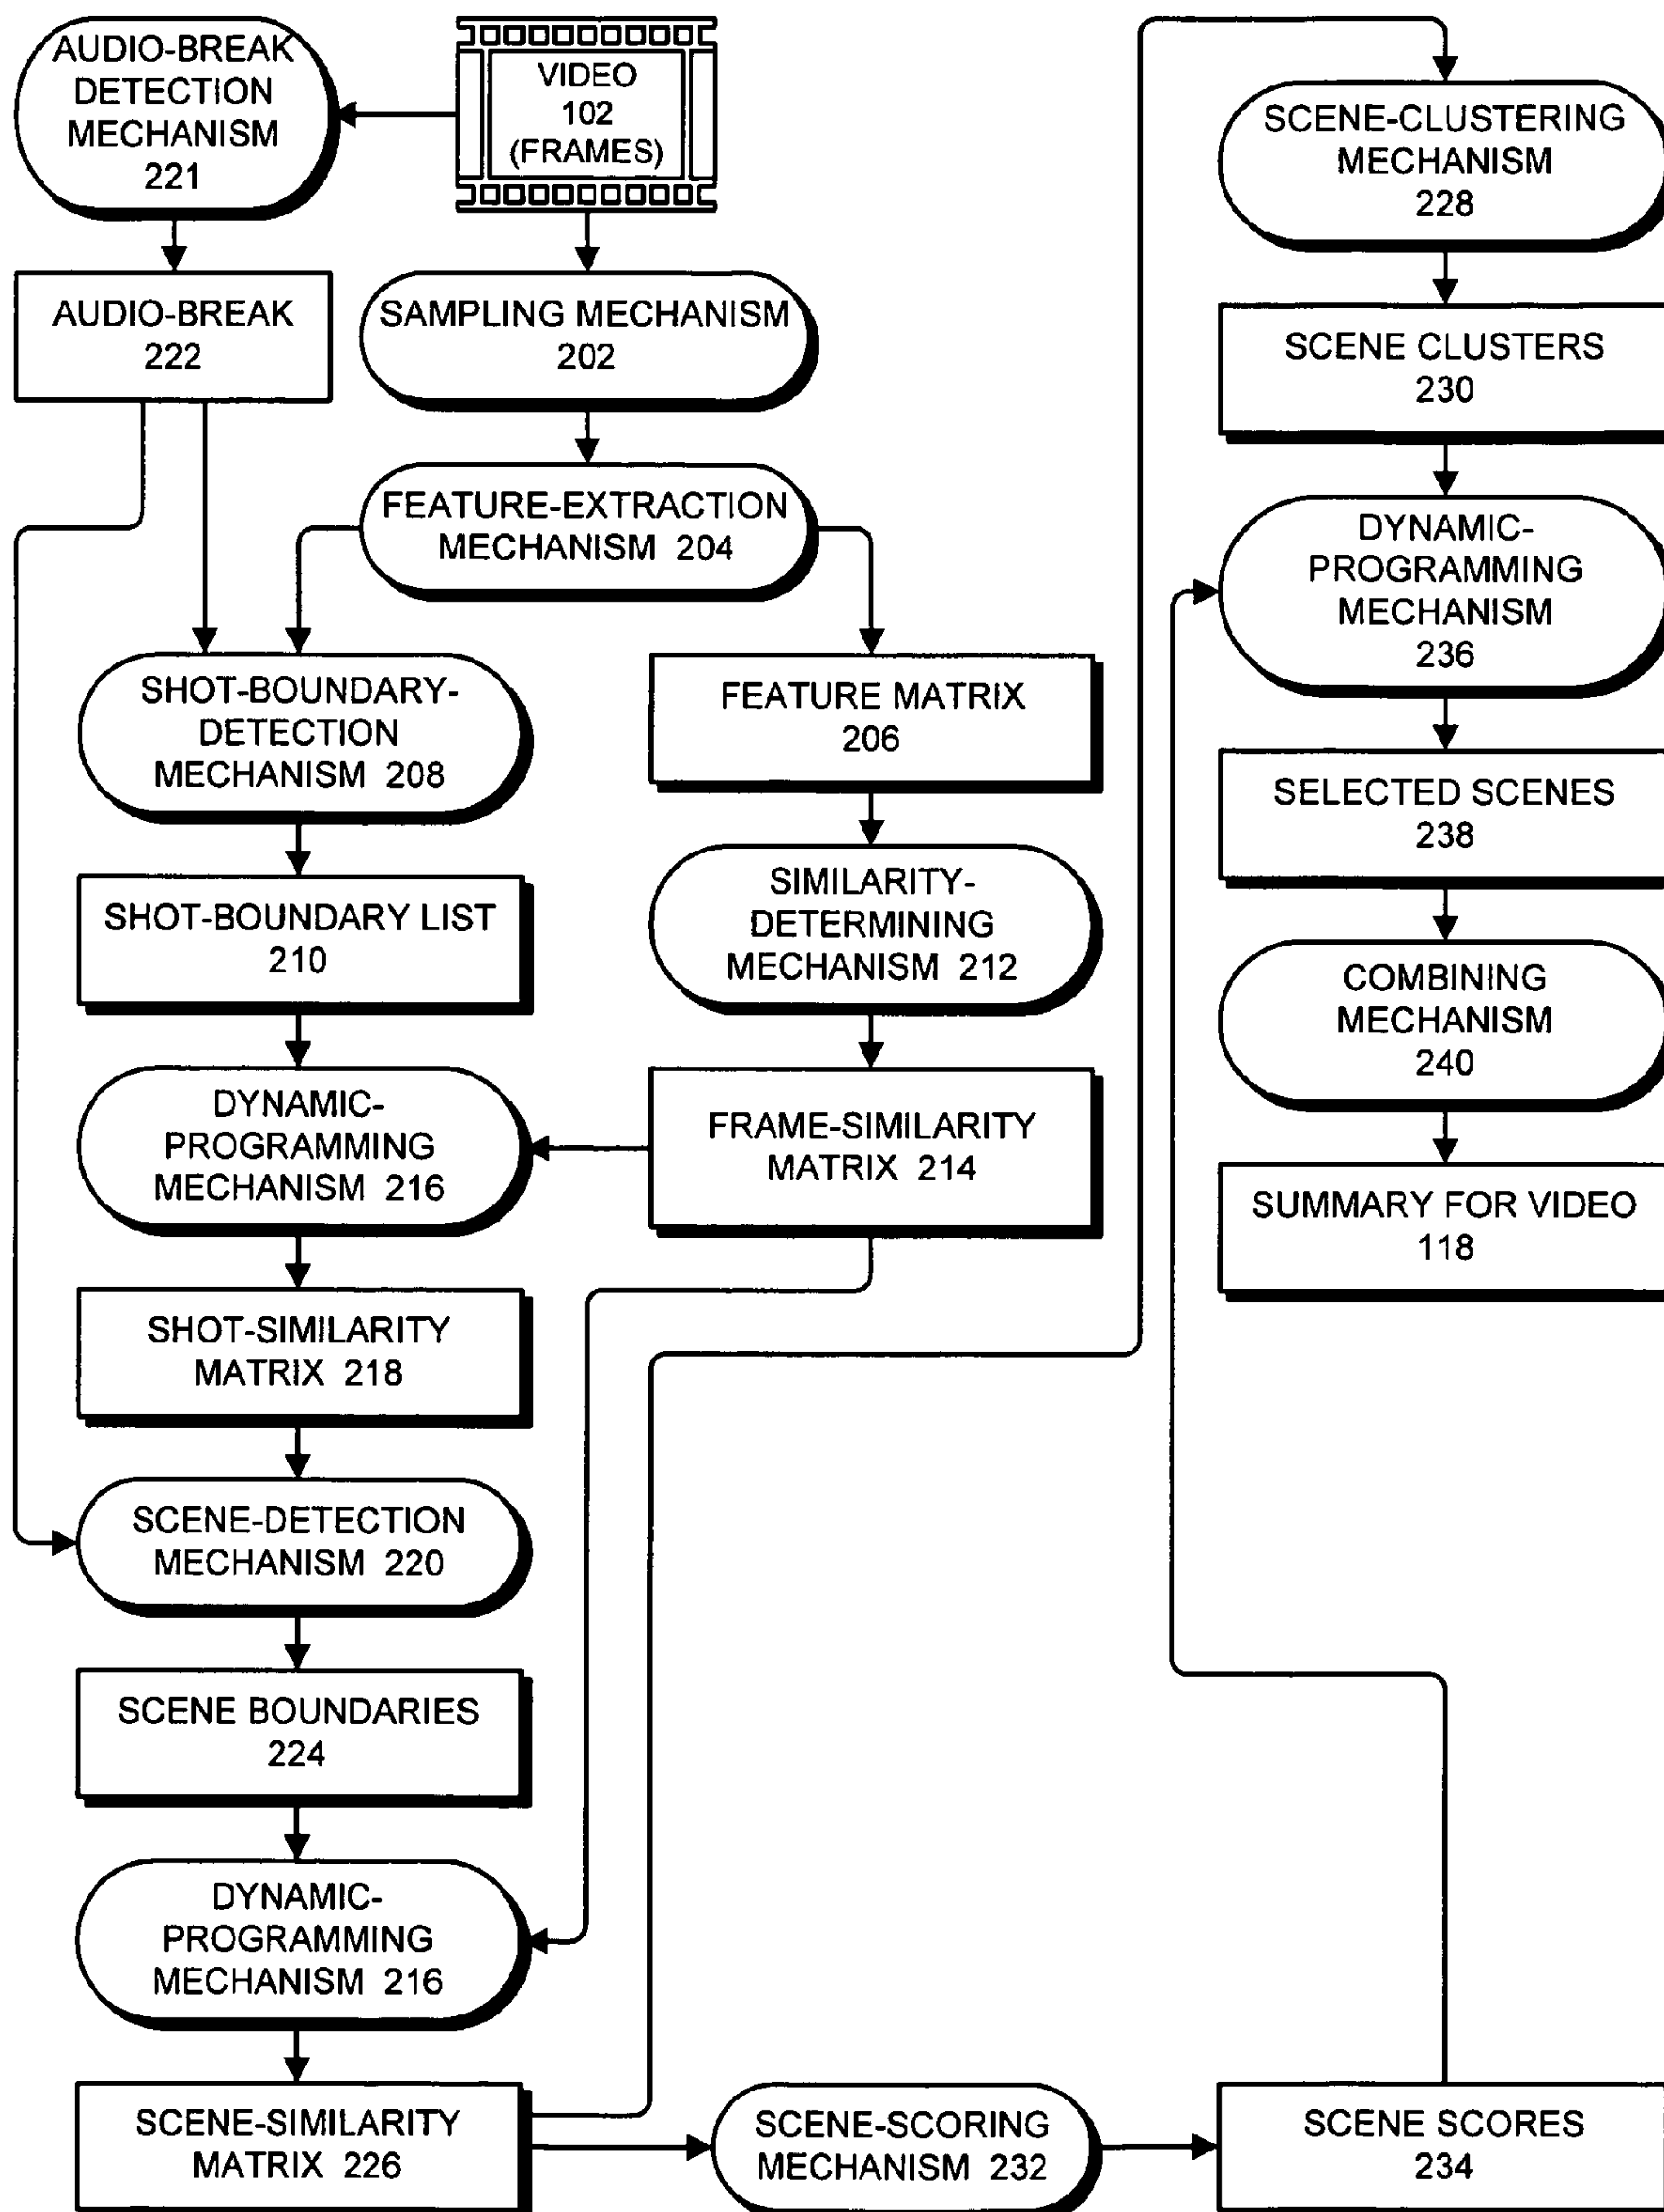 AUDIO-BREAK
DETECTION
MECHANISM
221
VIDEO
102
(FRAMES)
AUDIO-BREAK
222
SAMPLING MECHANISM
202
FEATURE-EXTRACTION
MECHANISM 204
SHOT-BOUNDARY-
DETECTION
MECHANISM 208
FEATURE MATRIX
206
SHOT-BOUNDARY LIST
210
SIMILARITY-
DETERMINING
MECHANISM 212
DYNAMIC-
PROGRAMMING
MECHANISM 216
FRAME-SIMILARITY
MATRIX 214
SHOT-SIMILARITY
MATRIX 218
SCENE-DETECTION
MECHANISM 220
SCENE BOUNDARIES
224
DYNAMIC-
PROGRAMMING
MECHANISM 216
SCENE-SIMILARITY
MATRIX 226
SCENE-SCORING
MECHANISM 232
SCENE SCORES
234
SCENE-CLUSTERING
MECHANISM
228
SCENE CLUSTERS
230
DYNAMIC-
PROGRAMMING
MECHANISM
236
SELECTED SCENES
238
COMBINING
MECHANISM
240
SUMMARY FOR VIDEO
118